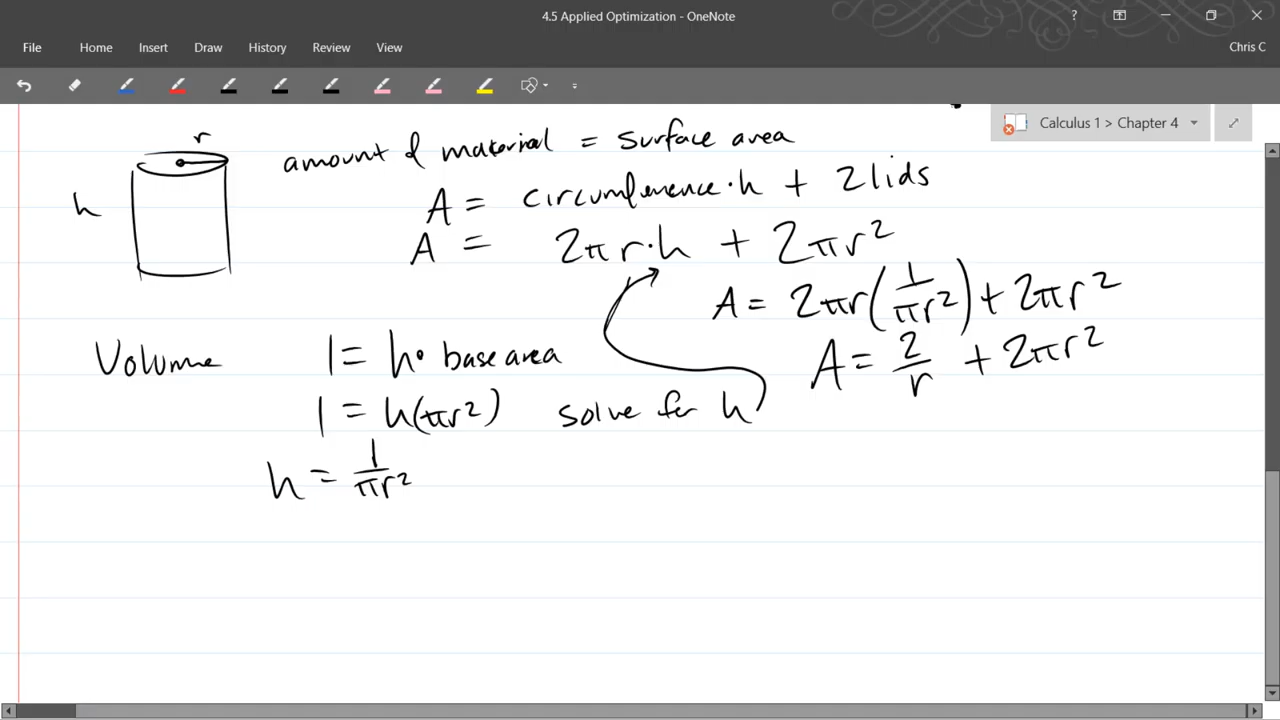 4.5 Applied Optimization - OneNote
?
File Home Insert Draw History Review View
Chris C
Calculus 1 > Chapter 4
r
h
amount of material = surface area
A = circumference·h + 2 lids
A = 2πr·h + 2πr²
A = 2πr(1/πr²) + 2πr²
A = 2/r + 2πr²
Volume 1 = h· base area
1 = h(πr²) solve for h
h = 1/πr²